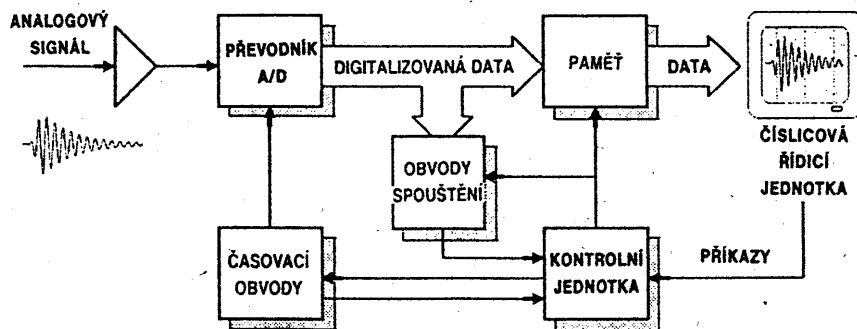 ANALOGOVÝ
SIGNÁL
PŘEVODNÍK
A/D
DIGITALIZOVANÁ DATA
PAMĚŤ
DATA
ČÍSLICOVÁ
ŘÍDICÍ
JEDNOTKA
OBVODY
SPOUŠTĚNÍ
ČASOVACÍ
OBVODY
KONTROLNÍ
JEDNOTKA
PŘÍKAZY